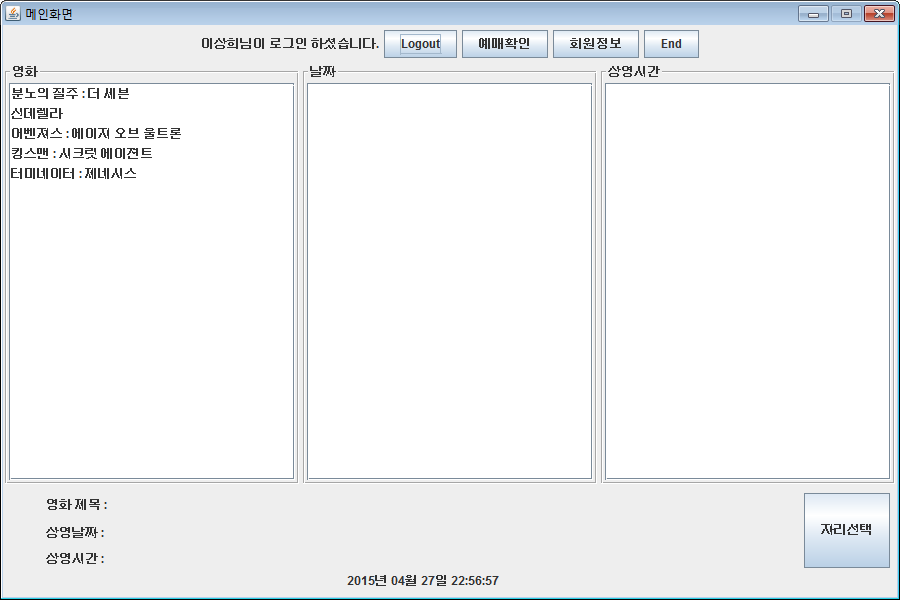 메인화면
이상희님이 로그인 하셨습니다. Logout 예매확인 회원정보 End
영화 날짜 상영시간
분노의 질주 : 더 세븐
신데렐라
어벤져스 : 에이지 오브 울트론
킹스맨 : 시크릿 에이전트
터미네이터 : 제네시스
영화 제목 :
상영날짜 :
자리선택
상영시간 :
2015년 04월 27일 22:56:57